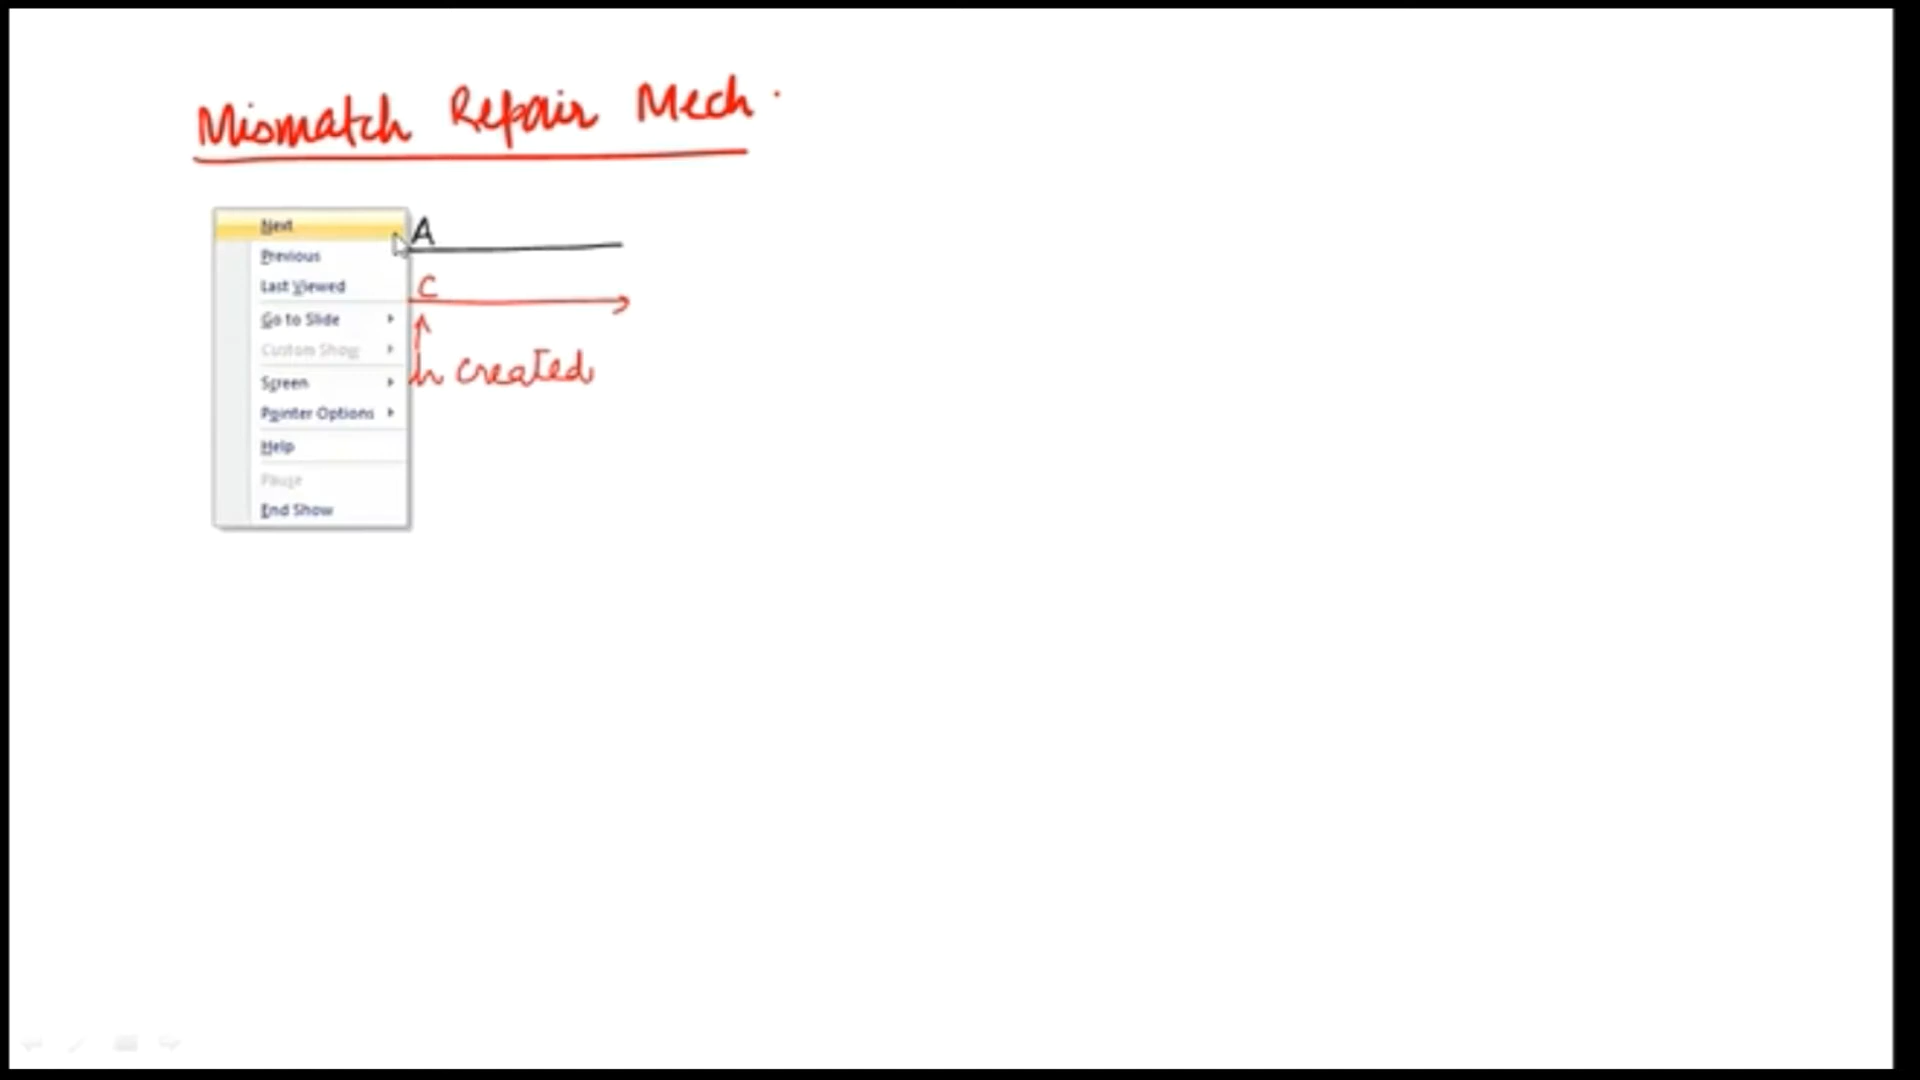 Mismatch Repair Mech.
Next
Previous
Last Viewed
Go to Slide
Custom Show
Screen
Pointer Options
Help
Pause
End Show
A
C
h created